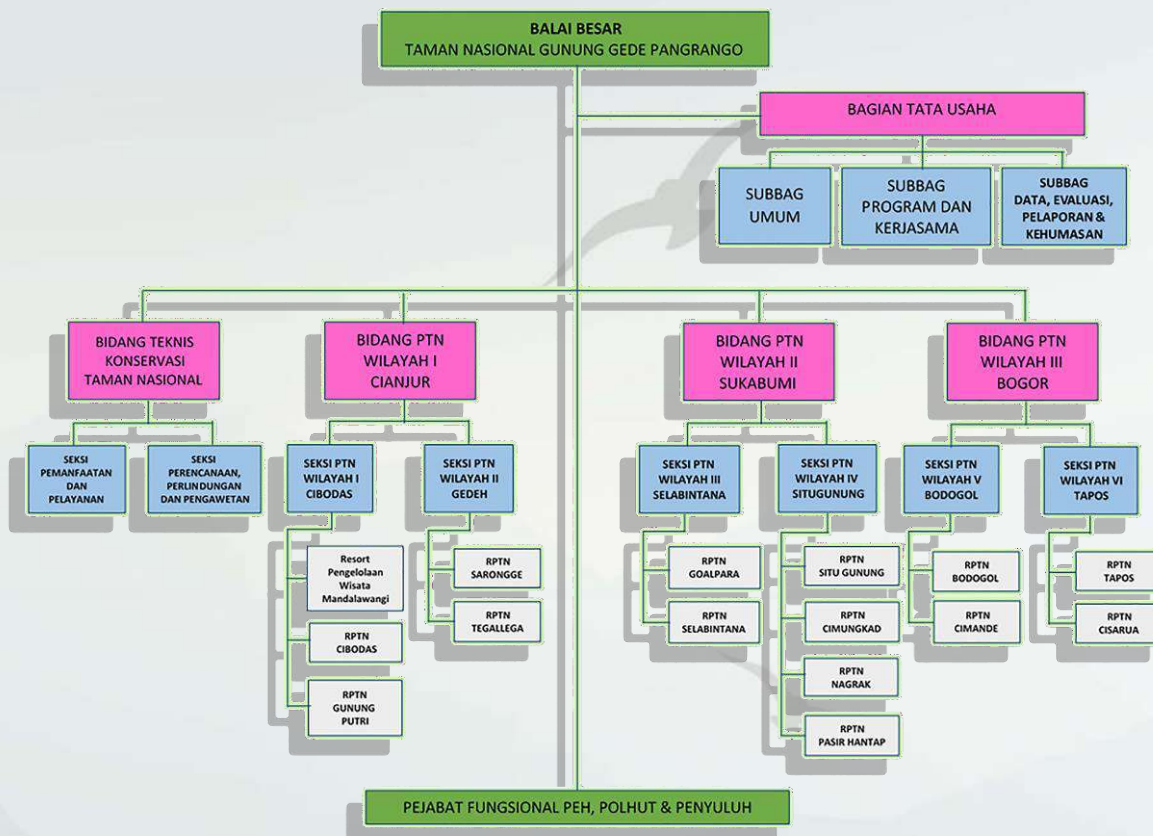 BALAI BESAR
TAMAN NASIONAL GUNUNG GEDE PANGRANGO
BAGIAN TATA USAHA
SUBBAG
UMUM
SUBBAG
PROGRAM DAN
KERJASAMA
SUBBAG
DATA, EVALUASI,
PELAPORAN &
KEHUMASAN
BIDANG TEKNIS
KONSERVASI
TAMAN NASIONAL
BIDANG PTN
WILAYAH I
CIANJUR
BIDANG PTN
WILAYAH II
SUKABUMI
BIDANG PTN
WILAYAH III
BOGOR
SEKSI
PEMANFAATAN
DAN
PELAYANAN
SEKSI
PERENCANAAN,
PERLINDUNGAN
DAN PENGAWETAN
SEKSI PTN
WILAYAH I
CIBODAS
SEKSI PTN
WILAYAH II
GEDEH
SEKSI PTN
WILAYAH III
SELABINTANA
SEKSI PTN
WILAYAH IV
SITUGUNUNG
SEKSI PTN
WILAYAH V
BODOGOL
SEKSI PTN
WILAYAH VI
TAPOS
Resort
Pengelolaan
Wisata
Mandalawangi
RPTN
CIBODAS
RPTN
GUNUNG
PUTRI
RPTN
SARONGGE
RPTN
TEGALLEGA
RPTN
GOALPARA
RPTN
SELABINTANA
RPTN
SITU GUNUNG
RPTN
CIMUNGKAD
RPTN
NAGRAK
RPTN
PASIR HANTAP
RPTN
BODOGOL
RPTN
CIMANDE
RPTN
TAPOS
RPTN
CISARUA
PEJABAT FUNGSIONAL PEH, POLHUT & PENYULUH